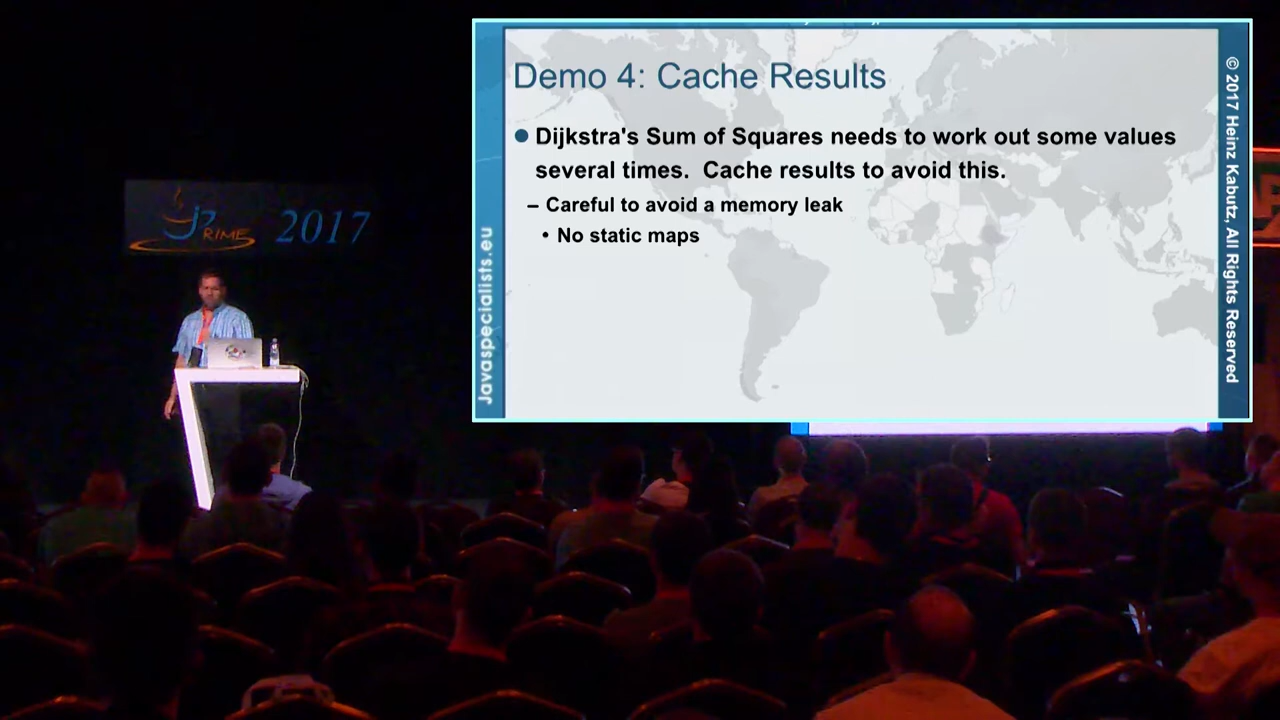 Demo 4: Cache Results
Dijkstra's Sum of Squares needs to work out some values
several times. Cache results to avoid this.
– Careful to avoid a memory leak
• No static maps
Javaspecialists.eu
© 2017 Heinz Kabutz, All Rights Reserved
JPRIME 2017